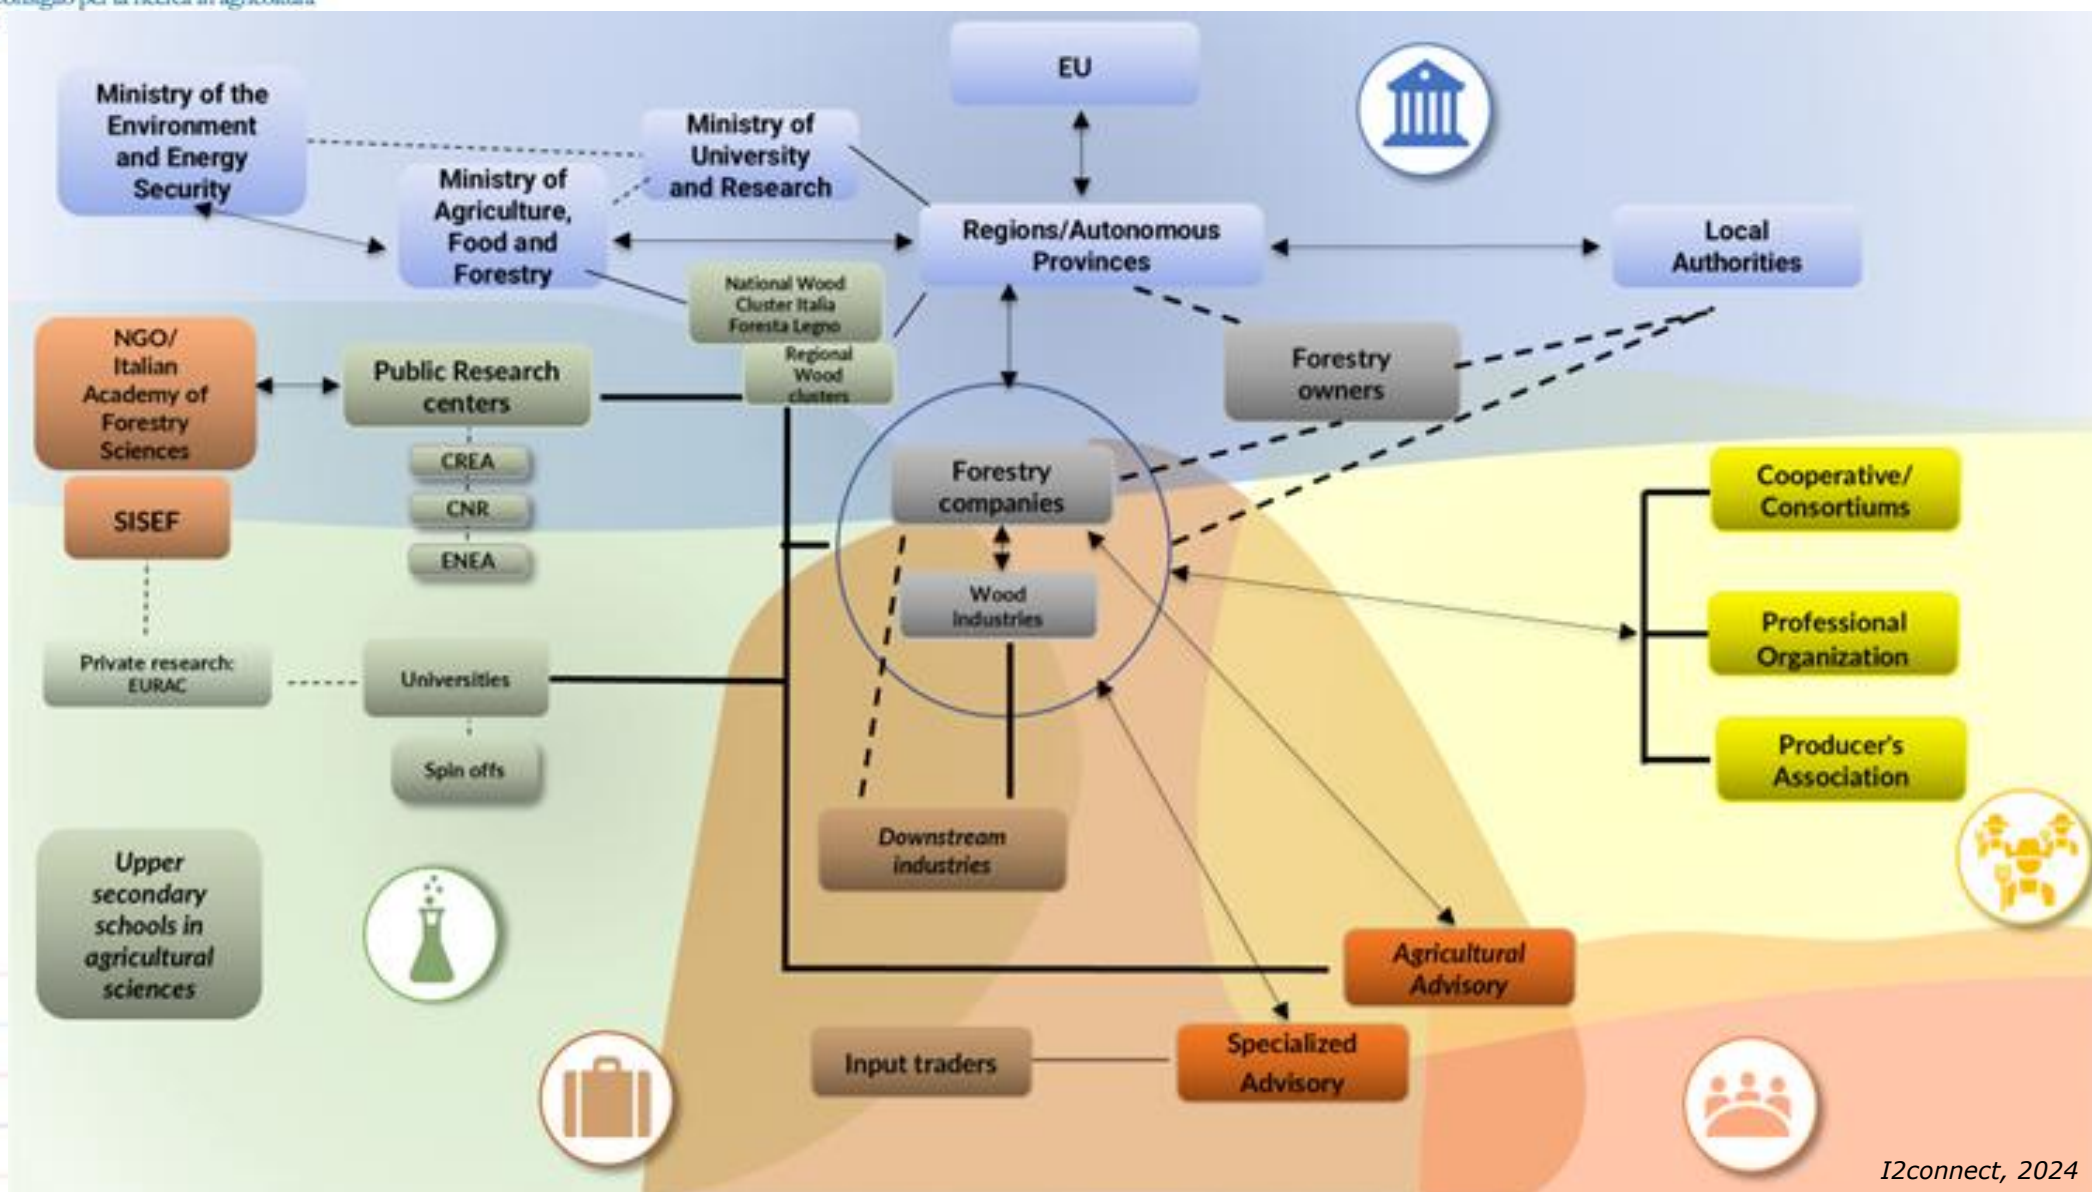 EU
Ministry of the
Environment
and Energy
Security
Ministry of
University
and Research
Ministry of
Agriculture,
Food and
Forestry
Regions/Autonomous
Provinces
Local
Authorities
National Wood
Cluster Italia
Foresta Legno
Regional
Wood
clusters
NGO/
Italian
Academy of
Forestry
Sciences
Public Research
centers
Forestry
owners
CREA
CNR
ENEA
SISEF
Forestry
companies
Wood
industries
Cooperative/
Consortiums
Professional
Organization
Producer's
Association
Private research:
EURAC
Universities
Spin offs
Downstream
industries
Upper
secondary
schools in
agricultural
sciences
Agricultural
Advisory
Input traders
Specialized
Advisory
I2connect, 2024